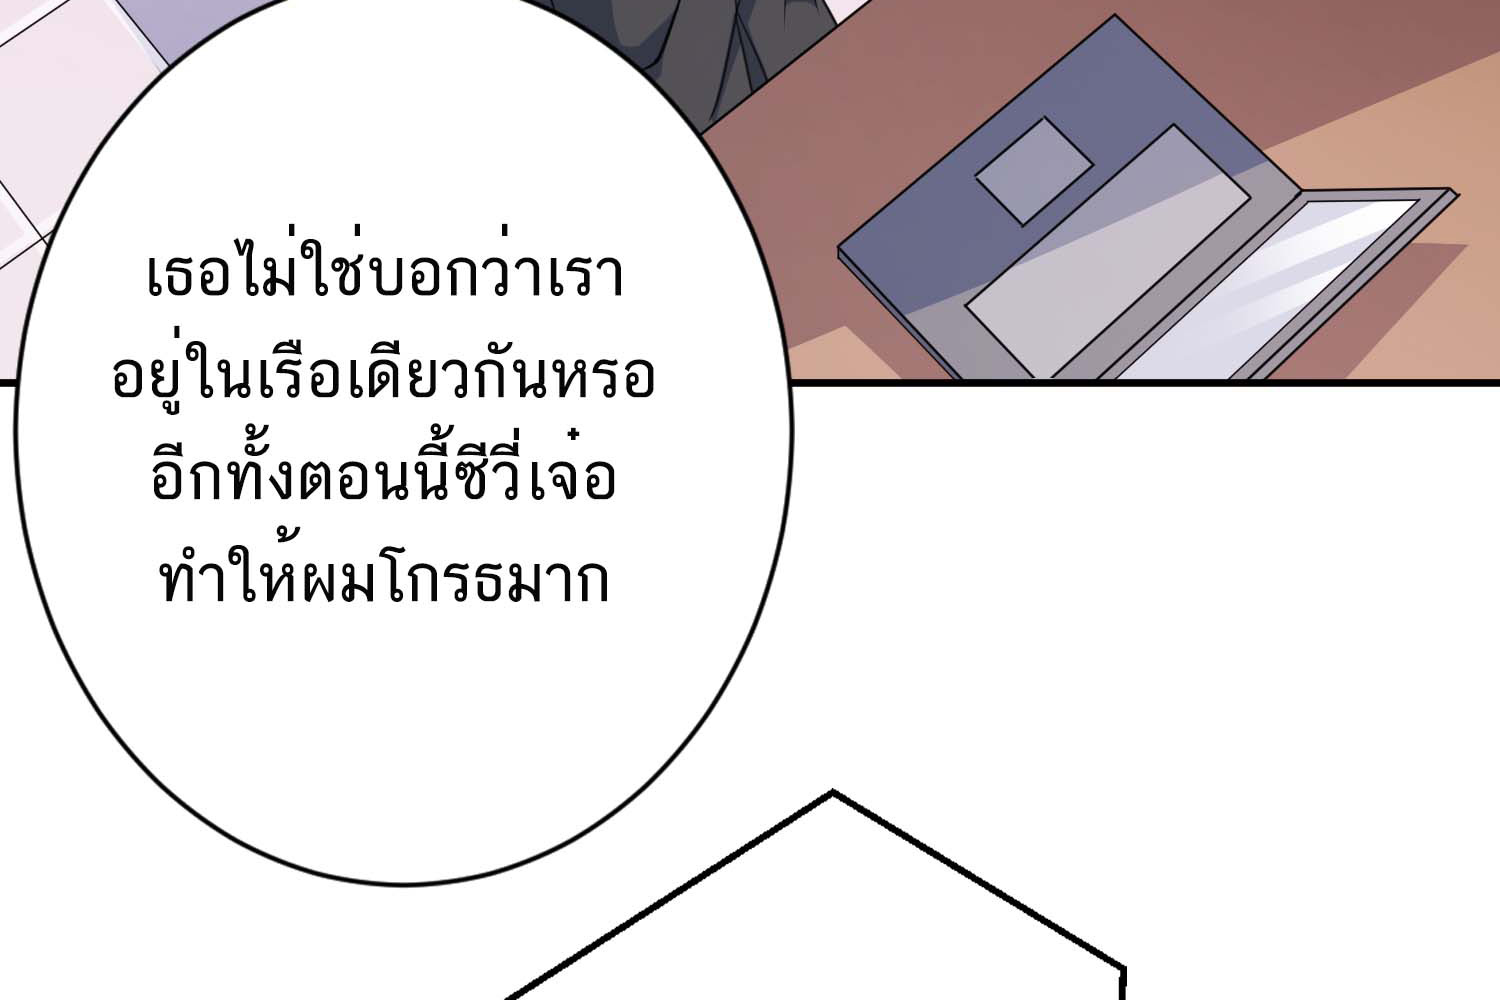 เธอไม่ใช่บอกว่าเรา
อยู่ในเรือเดียวกันหรอ
อีกทั้งตอนนี้ซีวี่เจ๋อ
ทำให้ผมโกรธมาก